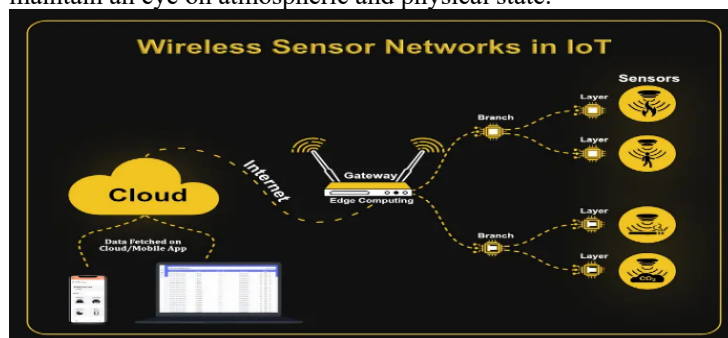 maintain an eye on atmospheric and physical state.
Wireless Sensor Networks in IoT
Sensors
Layer
Branch
Layer
Internet
Gateway
Edge Computing
Cloud
Layer
Branch
Layer
Data Fetched on
Cloud/Mobile App
CO₂